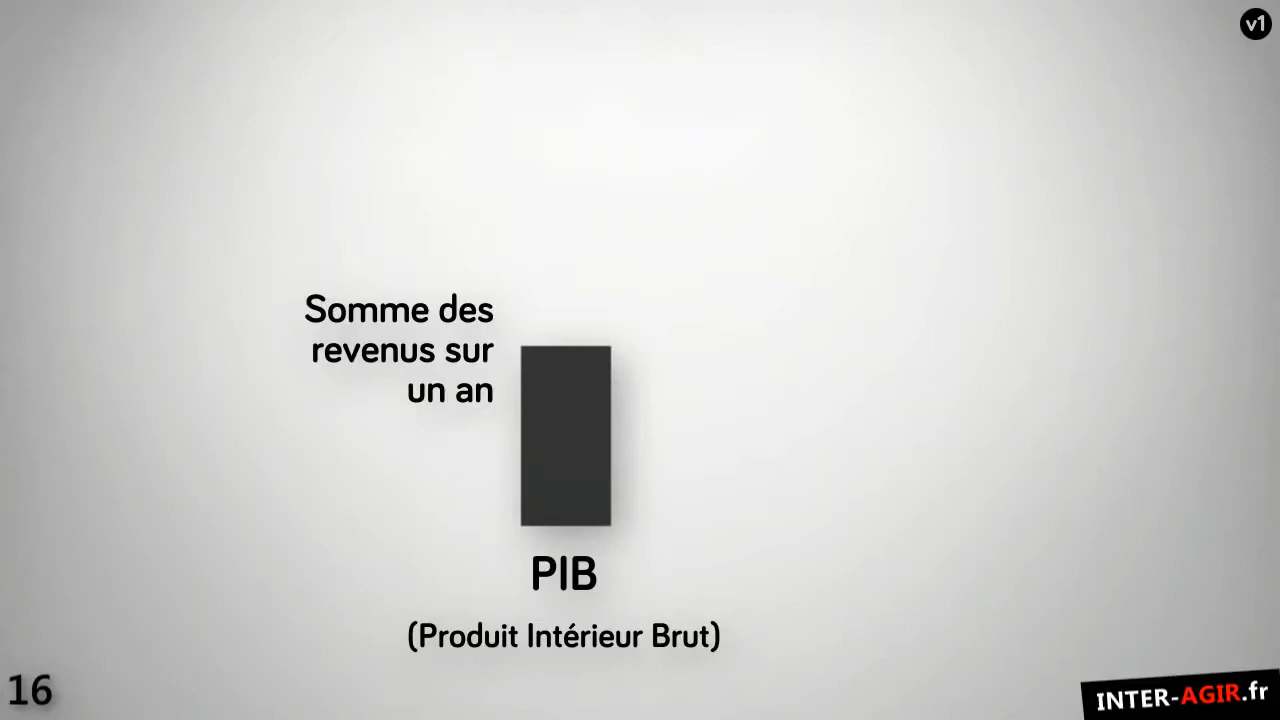 v1
Somme des
revenus sur
un an
PIB
(Produit Intérieur Brut)
16
INTER-AGIR.fr